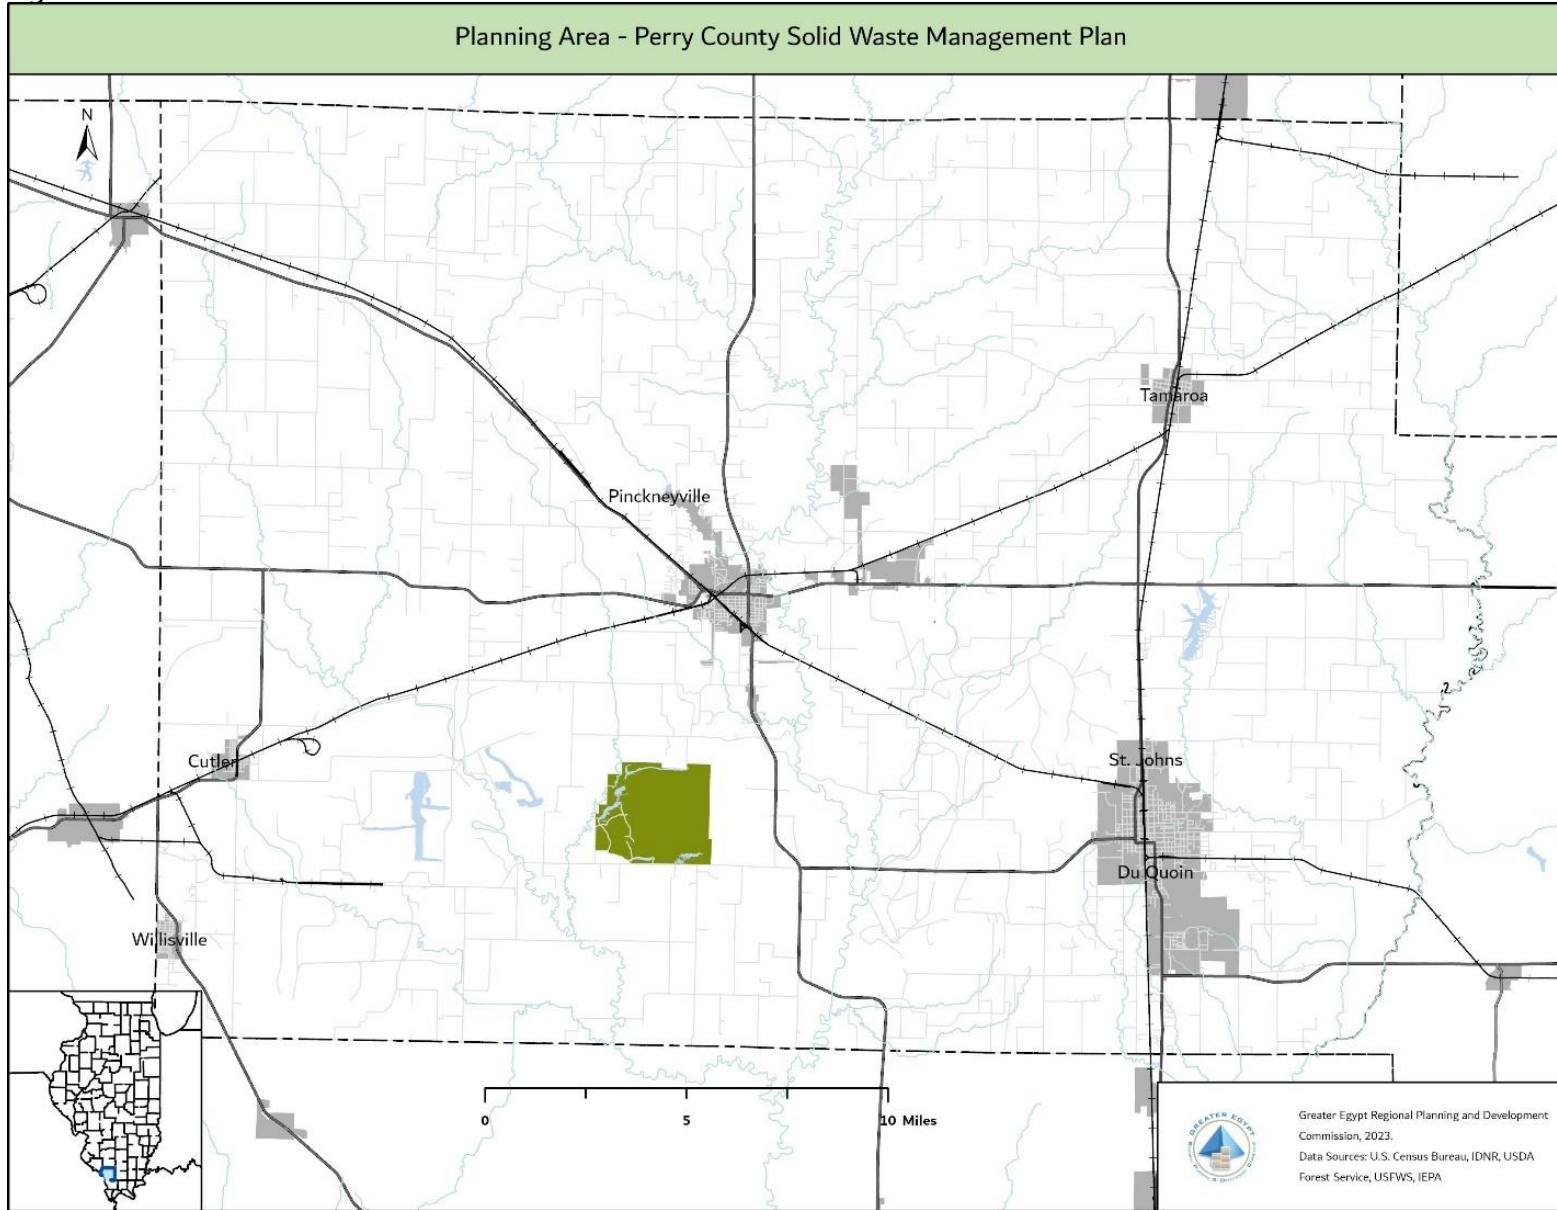 Planning Area - Perry County Solid Waste Management Plan
N
Tamaroa
Pinckneyville
Cutler
St. Johns
Du Quoin
Willisville
0 5 10 Miles
GREATER EGYPT
Greater Egypt Regional Planning and Development
Commission, 2023.
Data Sources: U.S. Census Bureau, IDNR, USDA
Forest Service, USFWS, IEPA